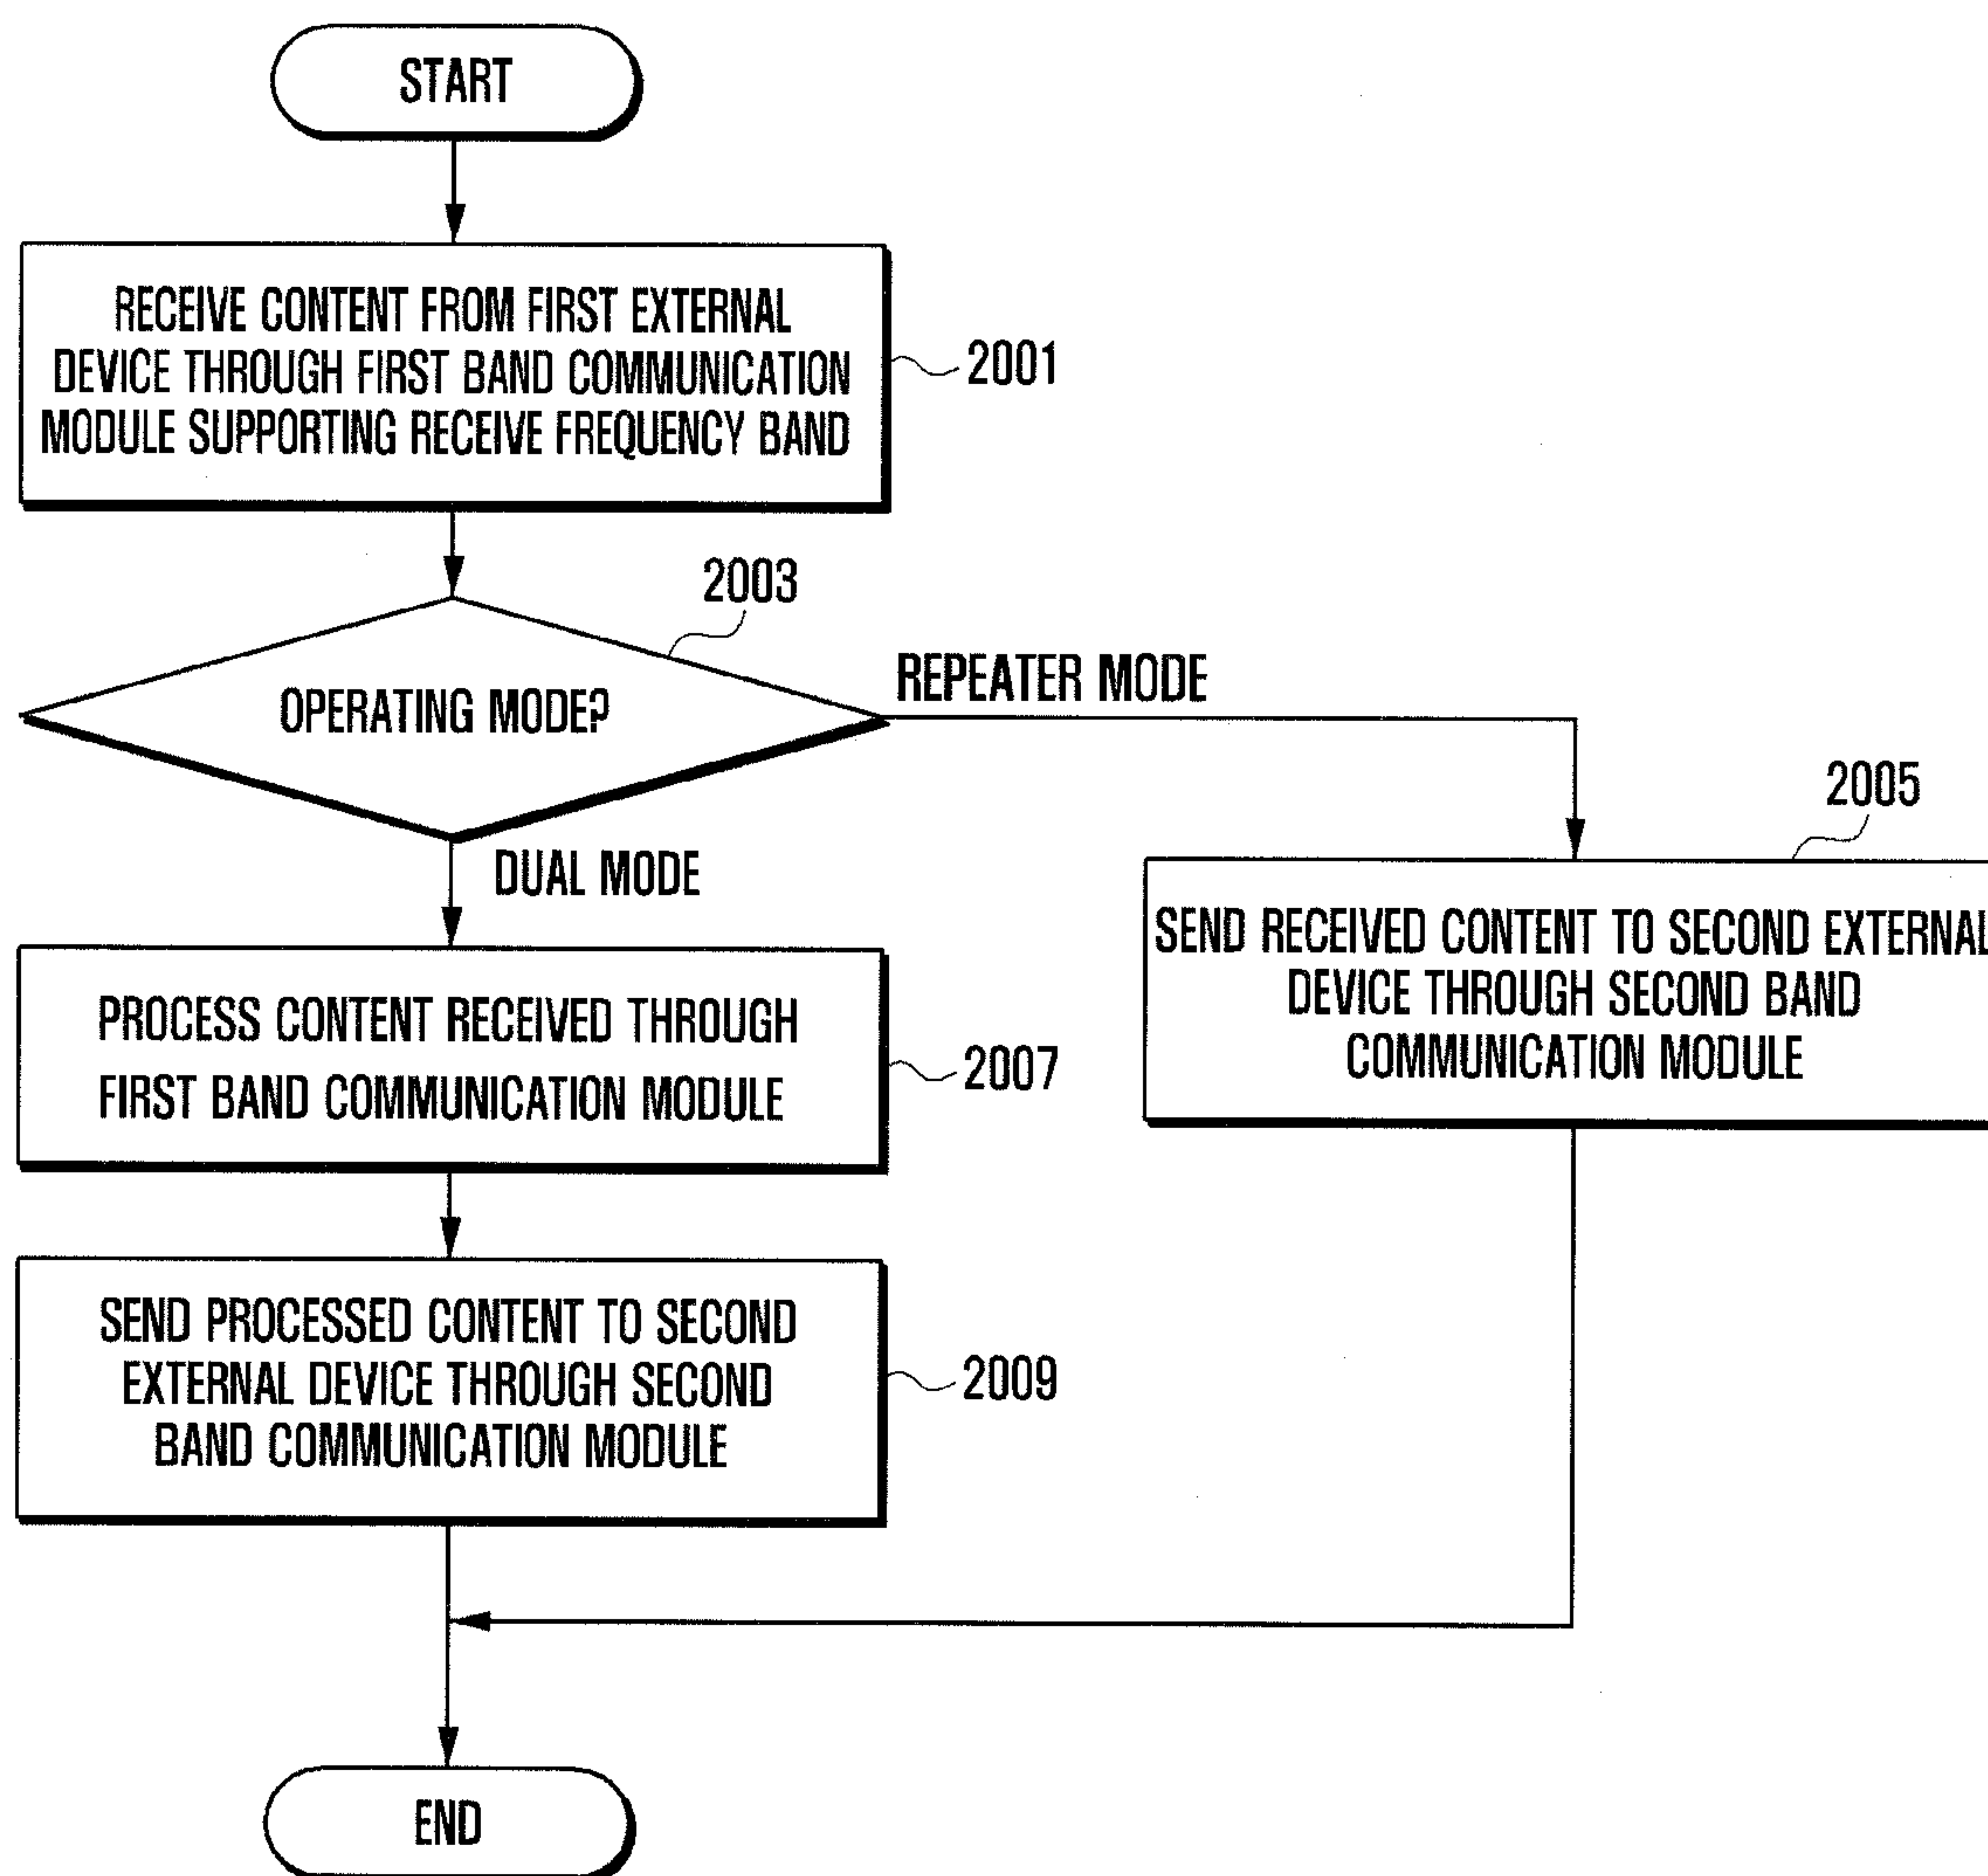 START
RECEIVE CONTENT FROM FIRST EXTERNAL
DEVICE THROUGH FIRST BAND COMMUNICATION
MODULE SUPPORTING RECEIVE FREQUENCY BAND
2001
2003
OPERATING MODE?
REPEATER MODE
DUAL MODE
2005
SEND RECEIVED CONTENT TO SECOND EXTERNAL
DEVICE THROUGH SECOND BAND
COMMUNICATION MODULE
PROCESS CONTENT RECEIVED THROUGH
FIRST BAND COMMUNICATION MODULE
2007
SEND PROCESSED CONTENT TO SECOND
EXTERNAL DEVICE THROUGH SECOND
BAND COMMUNICATION MODULE
2009
END